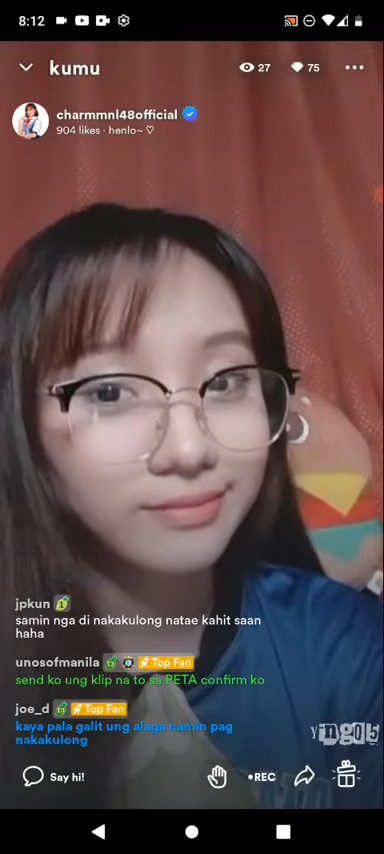 8:12
kumu
27
75
charmmnl48official
904 likes · henlo~ ♡
jpkun 1
samin nga di nakakulong natae kahit saan
haha
unosofmanila Top Fan
send ko ung klip na to sa PETA confirm ko
joe_d 10 Top Fan
kaya pala galit ung alaga namin pag
nakakulong
Say hi!
•REC